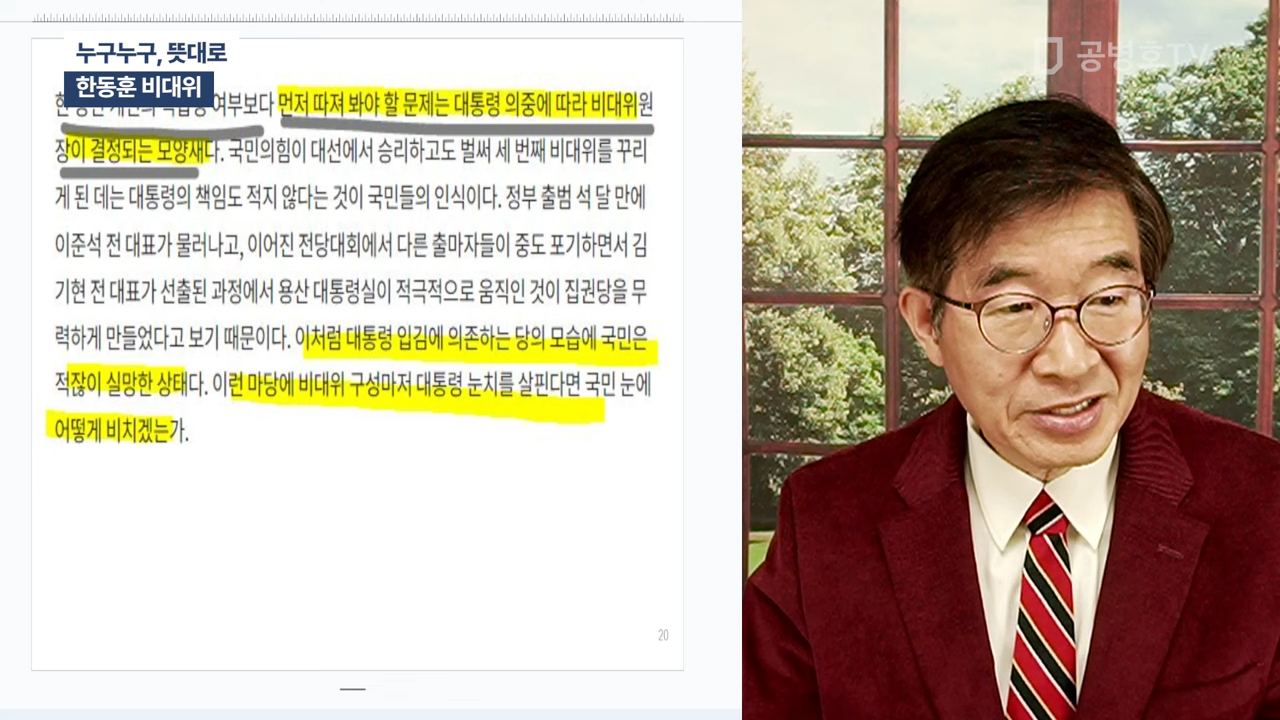 누구누구, 뜻대로
한동훈 비대위
여부보다 먼저 따져 봐야 할 문제는 대통령 의중에 따라 비대위원
장이 결정되는 모양새다. 국민의힘이 대선에서 승리하고도 벌써 세 번째 비대위를 꾸리
게 된 데는 대통령의 책임도 적지 않다는 것이 국민들의 인식이다. 정부 출범 석 달 만에
이준석 전 대표가 물러나고, 이어진 전당대회에서 다른 출마자들이 중도 포기하면서 김
기현 전 대표가 선출된 과정에서 용산 대통령실이 적극적으로 움직인 것이 집권당을 무
력하게 만들었다고 보기 때문이다. 이처럼 대통령 입김에 의존하는 당의 모습에 국민은
적잖이 실망한 상태다. 이런 마당에 비대위 구성마저 대통령 눈치를 살핀다면 국민 눈에
어떻게 비치겠는가.
20
공병호TV